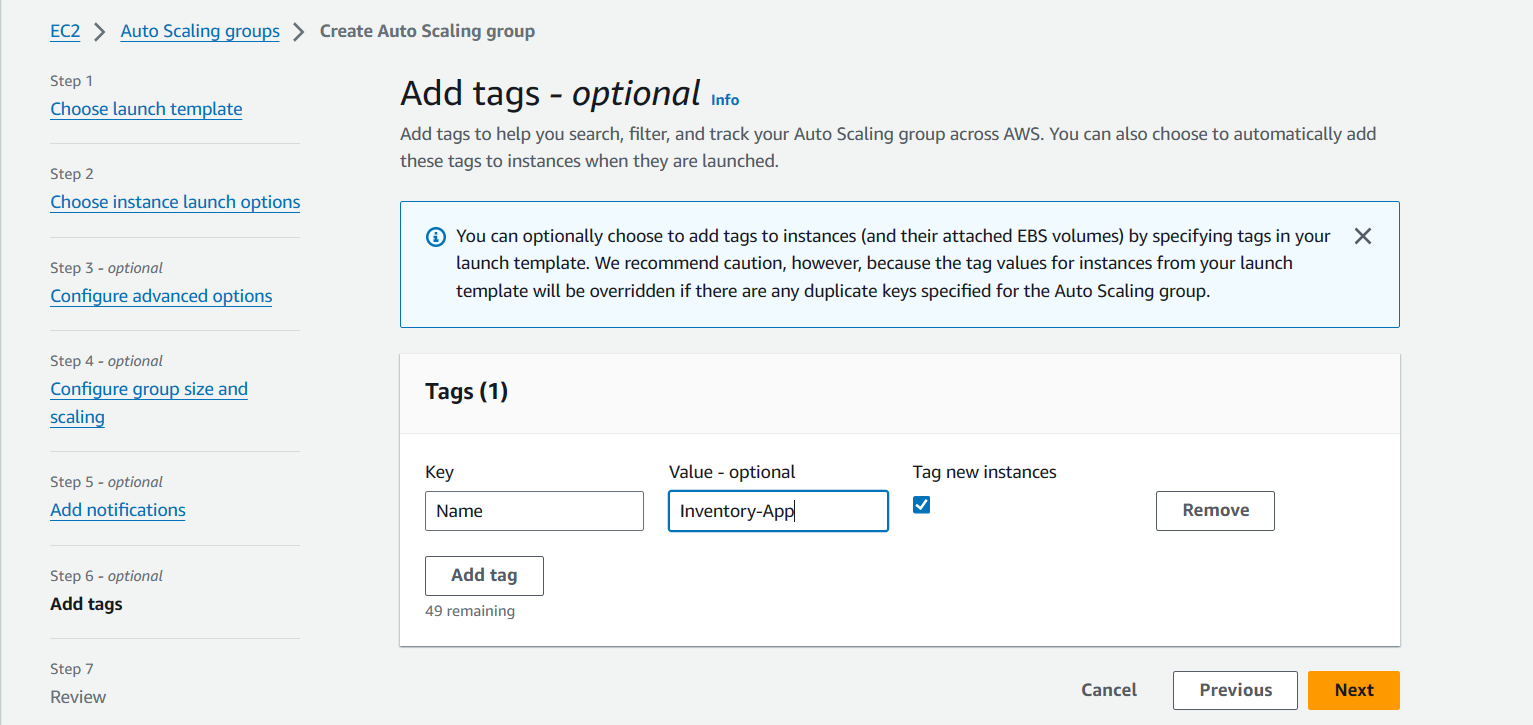 EC2 > Auto Scaling groups > Create Auto Scaling group
Step 1
Choose launch template
Step 2
Choose instance launch options
Step 3 - optional
Configure advanced options
Step 4 - optional
Configure group size and
scaling
Step 5 - optional
Add notifications
Step 6 - optional
Add tags
Step 7
Review
Add tags - optional Info
Add tags to help you search, filter, and track your Auto Scaling group across AWS. You can also choose to automatically add
these tags to instances when they are launched.
You can optionally choose to add tags to instances (and their attached EBS volumes) by specifying tags in your
launch template. We recommend caution, however, because the tag values for instances from your launch
template will be overridden if there are any duplicate keys specified for the Auto Scaling group.
Tags (1)
Key Value - optional Tag new instances
Name Inventory-App Remove
Add tag
49 remaining
Cancel Previous Next